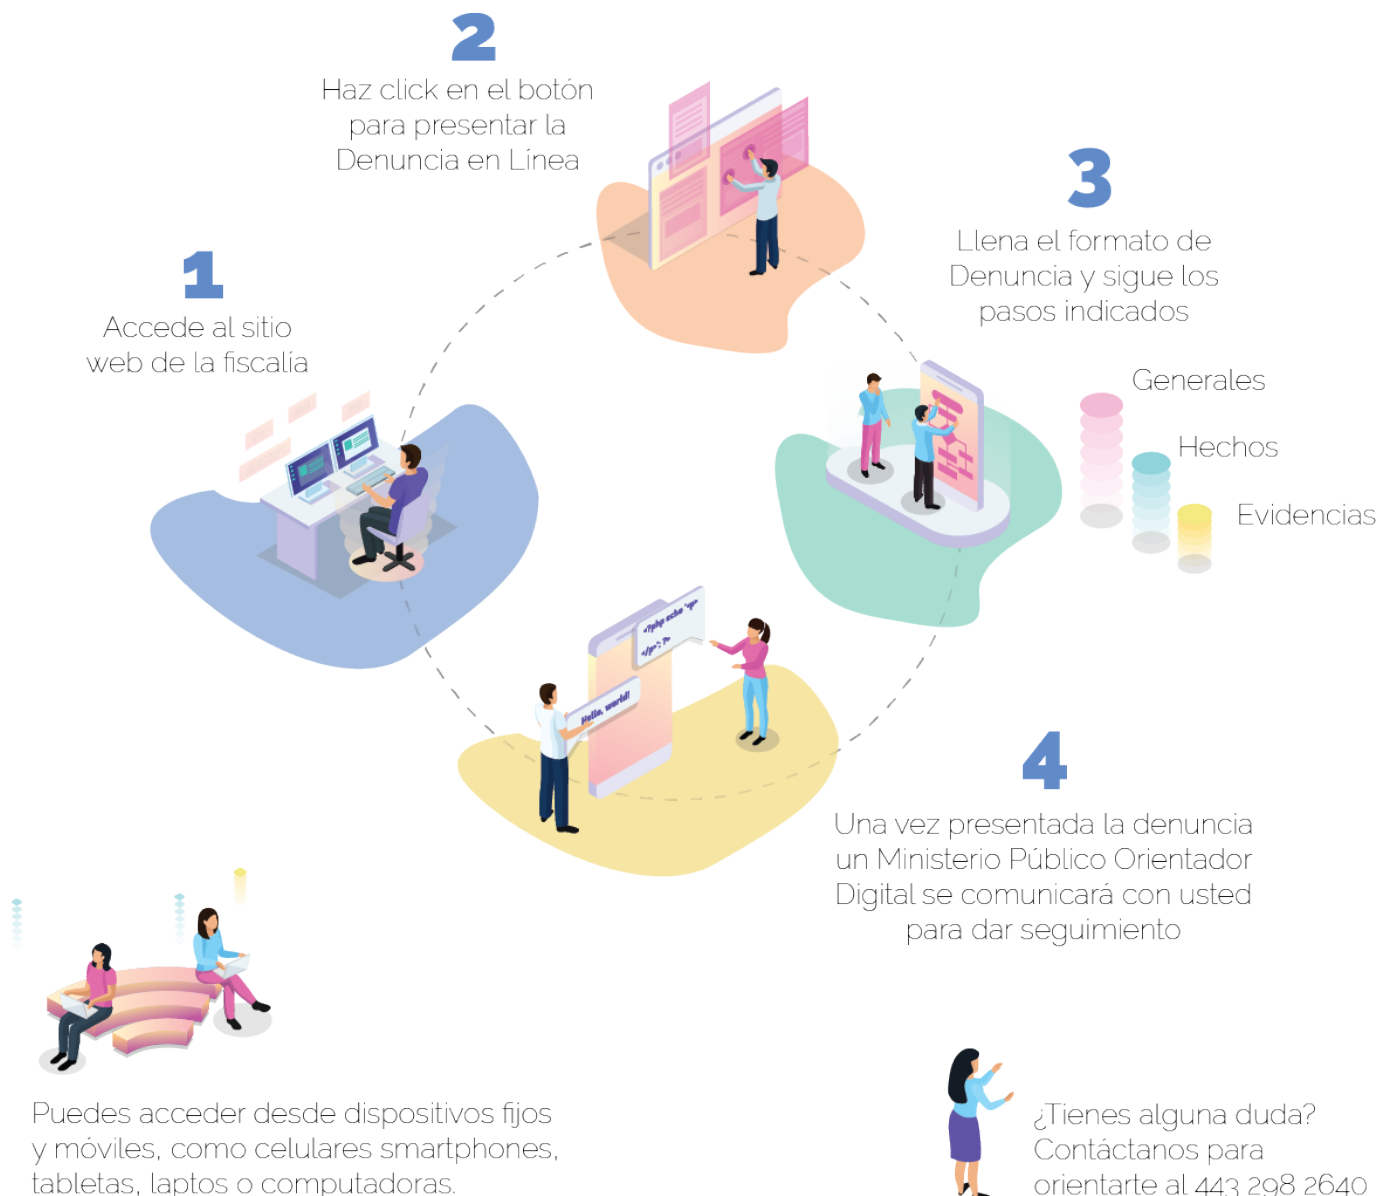 1
Accede al sitio
web de la fiscalía
2
Haz click en el botón
para presentar la
Denuncia en Línea
3
Llena el formato de
Denuncia y sigue los
pasos indicados
Generales
Hechos
Evidencias
<?php echo '<p>
</p>'; ?>
Hello, world!
4
Una vez presentada la denuncia
un Ministerio Público Orientador
Digital se comunicará con usted
para dar seguimiento
Puedes acceder desde dispositivos fijos
y móviles, como celulares smartphones,
tabletas, laptos o computadoras.
¿Tienes alguna duda?
Contáctanos para
orientarte al 443 298 2640